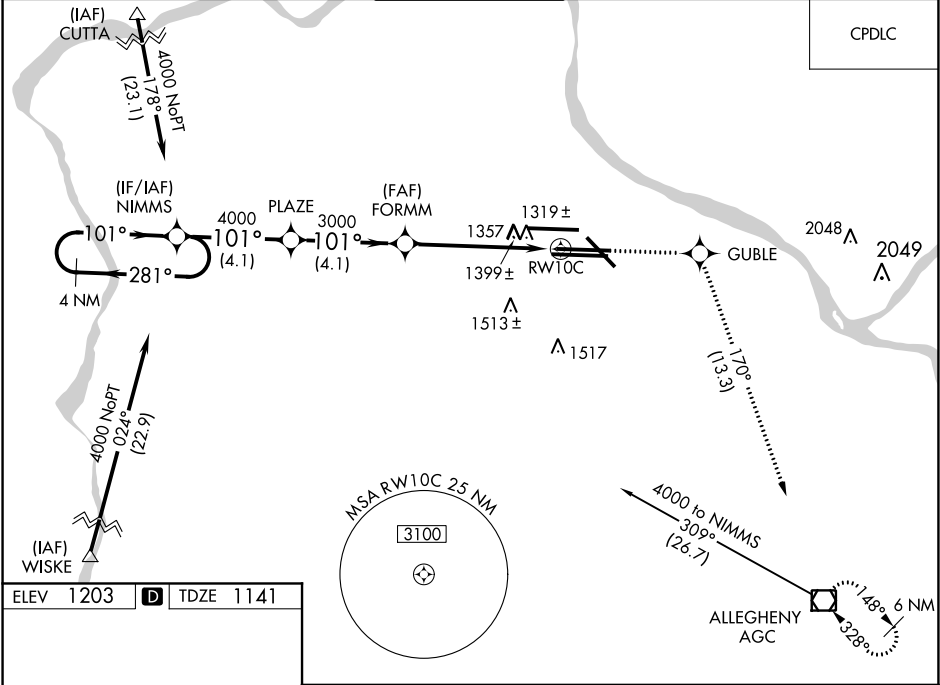 (IAF)
CUTTA
CPDLC
4000 NoPT
178°
(23.1)
(IF/IAF)
NIMMS
PLAZE
(FAF)
FORMM
4000
101°
(4.1)
3000
101°
(4.1)
101°
281°
4 NM
1357
1319 ±
1399 ±
RW10C
GUBLE
2048
2049
1513 ±
1517
170°
(13.3)
4000 NoPT
024°
(22.9)
(IAF)
WISKE
MSA RW10C 25 NM
3100
4000 to NIMMS
309°
(26.7)
ALLEGHENY
AGC
148°
328°
6 NM
ELEV 1203 D TDZE 1141